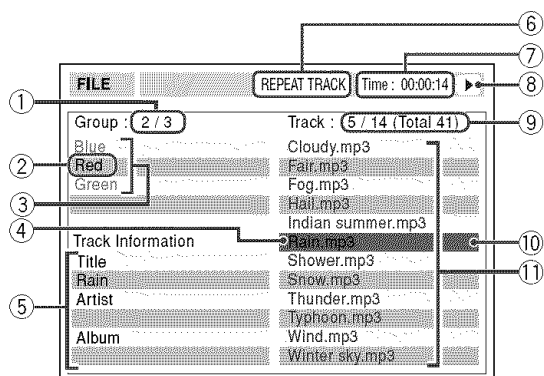 ⑥
⑦
FILE REPEAT TRACK Time : 00:00:14 ⑧
①
Group : 2 / 3 Track : 5 / 14 (Total 41) ⑨
Blue Cloudy.mp3
② Red Fair.mp3
Green Fog.mp3
③ Hail.mp3
④ Indian summer.mp3
Track Information Rain.mp3 ⑩
Title Shower.mp3
Rain Snow.mp3 ⑪
⑤ Artist Thunder.mp3
Typhoon.mp3
Album Wind.mp3
Winter sky.mp3